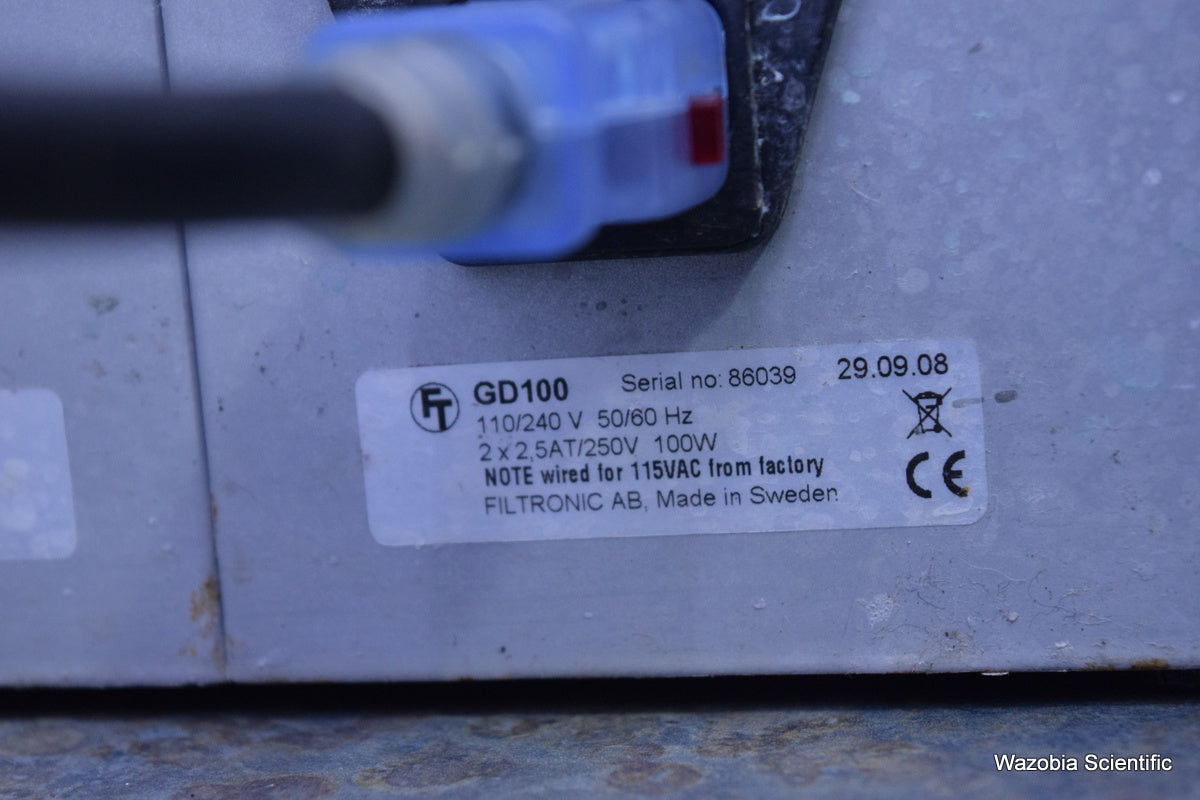 FT GD100 Serial no: 86039 29.09.08
110/240 V 50/60 Hz
2 x 2,5AT/250V 100W
NOTE wired for 115VAC from factory
FILTRONIC AB, Made in Sweden
CE
Wazobia Scientific